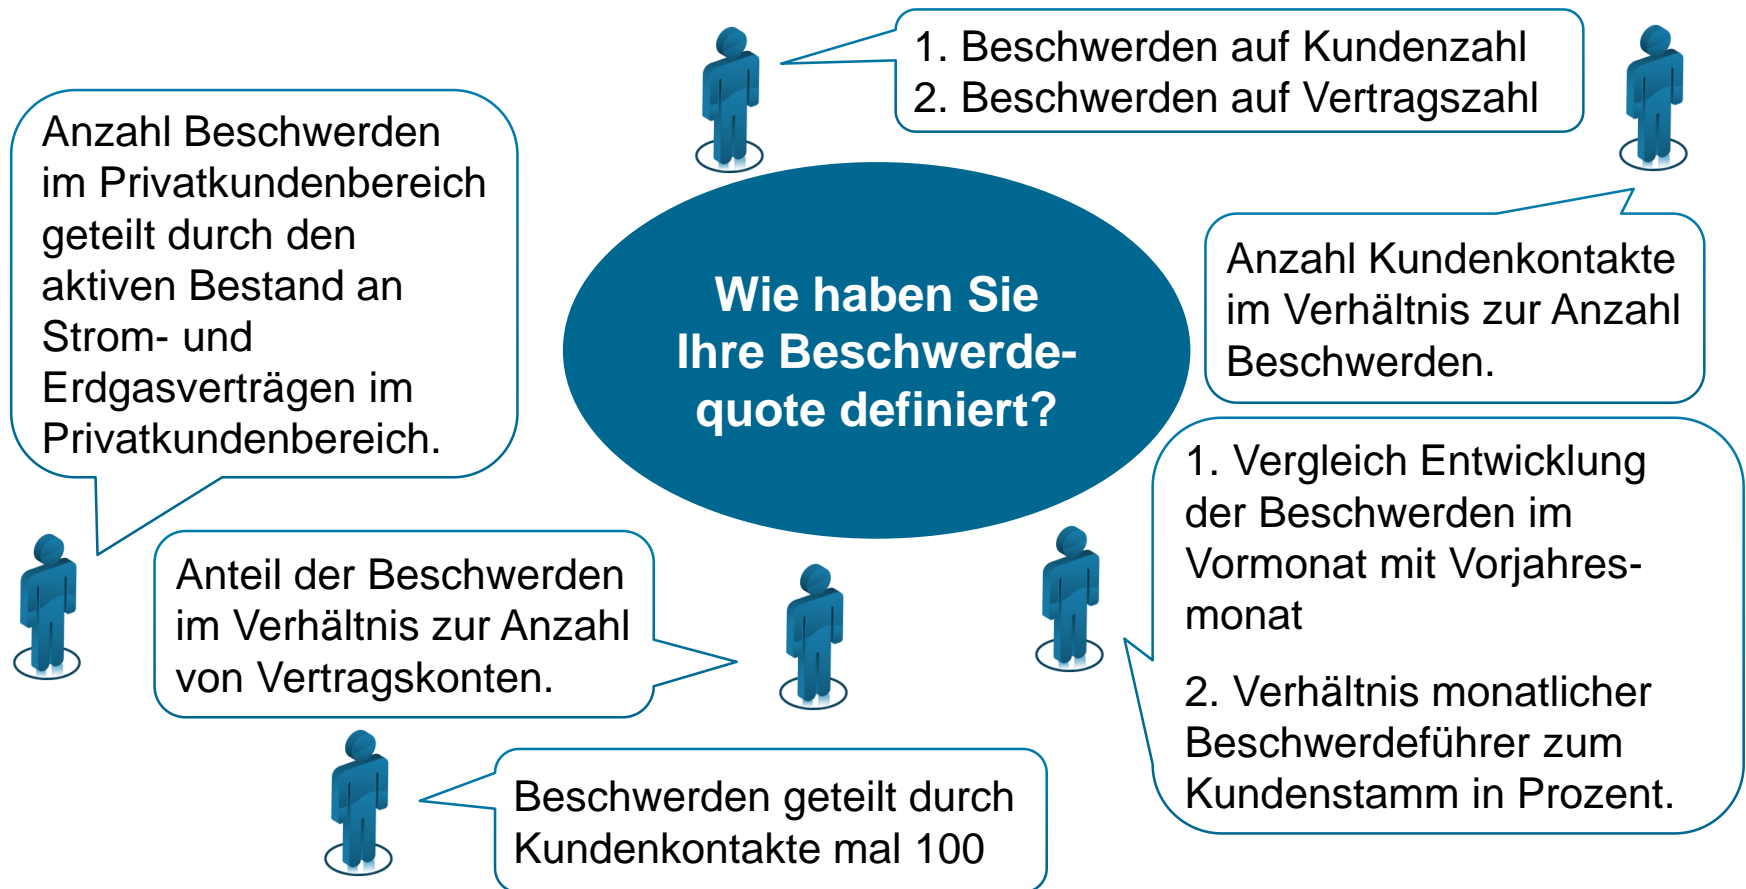 1. Beschwerden auf Kundenzahl
2. Beschwerden auf Vertragszahl
Anzahl Beschwerden
im Privatkundenbereich
geteilt durch den
aktiven Bestand an
Strom- und
Erdgasverträgen im
Privatkundenbereich.
Wie haben Sie
Ihre Beschwerde-
quote definiert?
Anzahl Kundenkontakte
im Verhältnis zur Anzahl
Beschwerden.
1. Vergleich Entwicklung
der Beschwerden im
Vormonat mit Vorjahres-
monat
2. Verhältnis monatlicher
Beschwerdeführer zum
Kundenstamm in Prozent.
Anteil der Beschwerden
im Verhältnis zur Anzahl
von Vertragskonten.
Beschwerden geteilt durch
Kundenkontakte mal 100